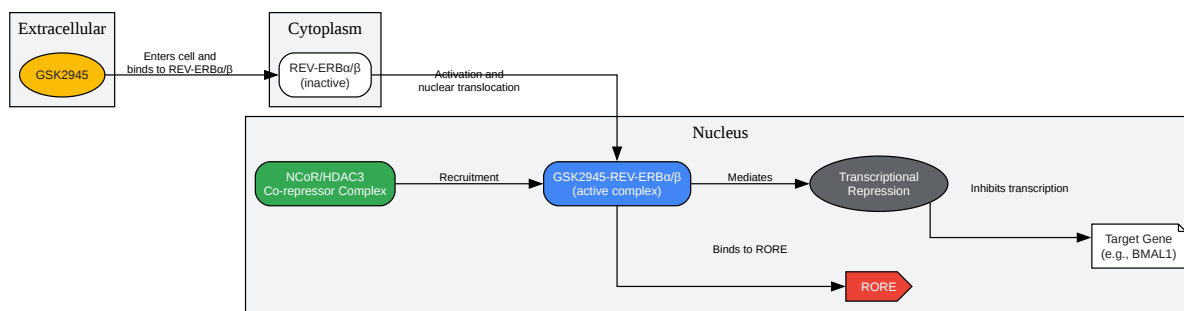 Extracellular
GSK2945
Enters cell and
binds to REV-ERBα/β
Cytoplasm
REV-ERBα/β
(inactive)
Activation and
nuclear translocation
Nucleus
NCoR/HDAC3
Co-repressor Complex
Recruitment
GSK2945-REV-ERBα/β
(active complex)
Mediates
Transcriptional
Repression
Inhibits transcription
Target Gene
(e.g., BMAL1)
Binds to RORE
RORE